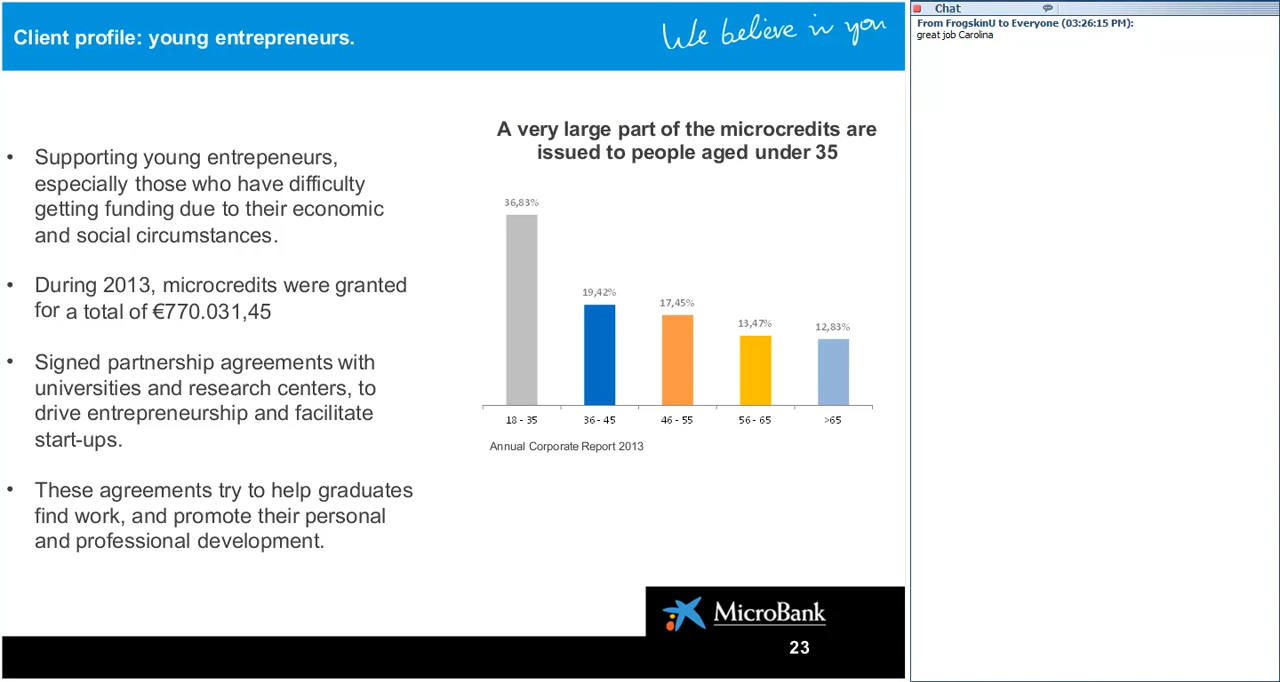 Client profile: young entrepreneurs.
We believe in you
• Supporting young entrepeneurs,
especially those who have difficulty
getting funding due to their economic
and social circumstances.
• During 2013, microcredits were granted
for a total of €770.031,45
• Signed partnership agreements with
universities and research centers, to
drive entrepreneurship and facilitate
start-ups.
• These agreements try to help graduates
find work, and promote their personal
and professional development.
A very large part of the microcredits are
issued to people aged under 35
36,83%
19,42%
17,45%
13,47%
12,83%
18 - 35
36 - 45
46 - 55
56 - 65
>65
Annual Corporate Report 2013
MicroBank
23
Chat
From FrogskinU to Everyone (03:26:15 PM):
great job Carolina